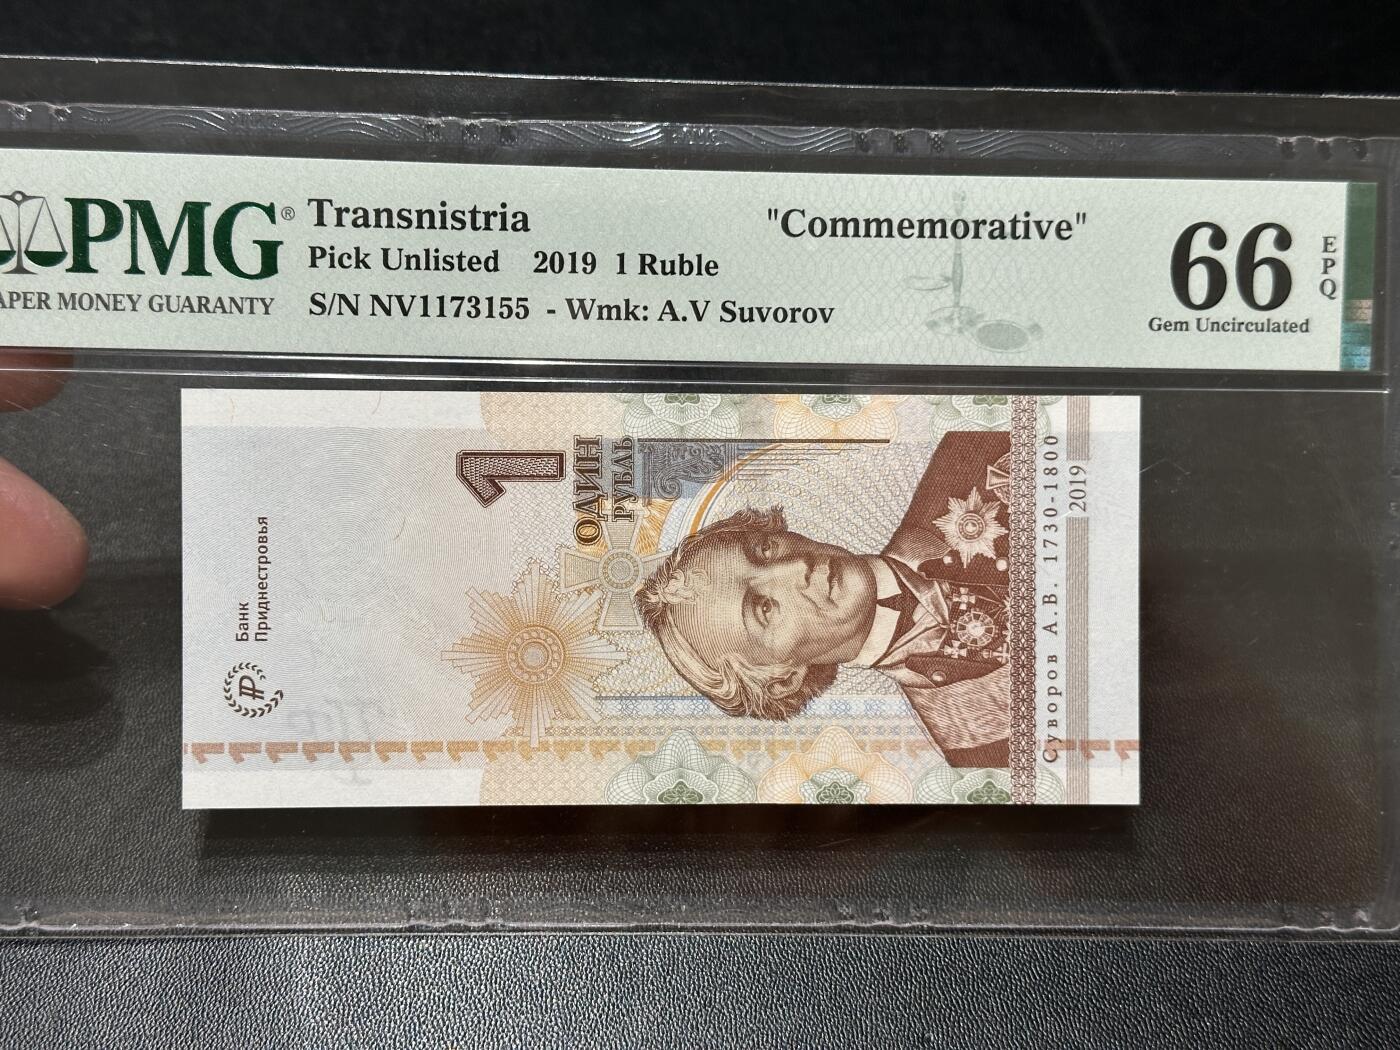 PMG®
APER MONEY GUARANTY
Transnistria
"Commemorative"
Pick Unlisted 2019 1 Ruble
S/N NV1173155 - Wmk: A.V Suvorov
66
EPQ
Gem Uncirculated
Банк
Приднестровья
1
ОДИН
РУБЛЬ
Суворов А.В. 1730-1800
2019